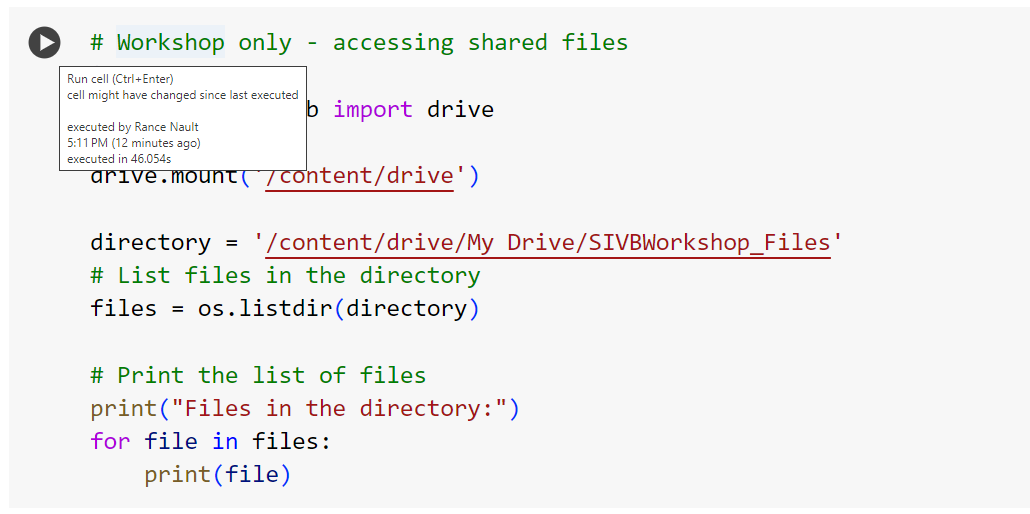 # Workshop only - accessing shared files
Run cell (Ctrl+Enter)
cell might have changed since last executed
executed by Rance Nault
5:11 PM (12 minutes ago)
executed in 46.054s
b import drive
drive.mount('/content/drive')
directory = '/content/drive/My Drive/SIVBWorkshop_Files'
# List files in the directory
files = os.listdir(directory)
# Print the list of files
print("Files in the directory:")
for file in files:
    print(file)